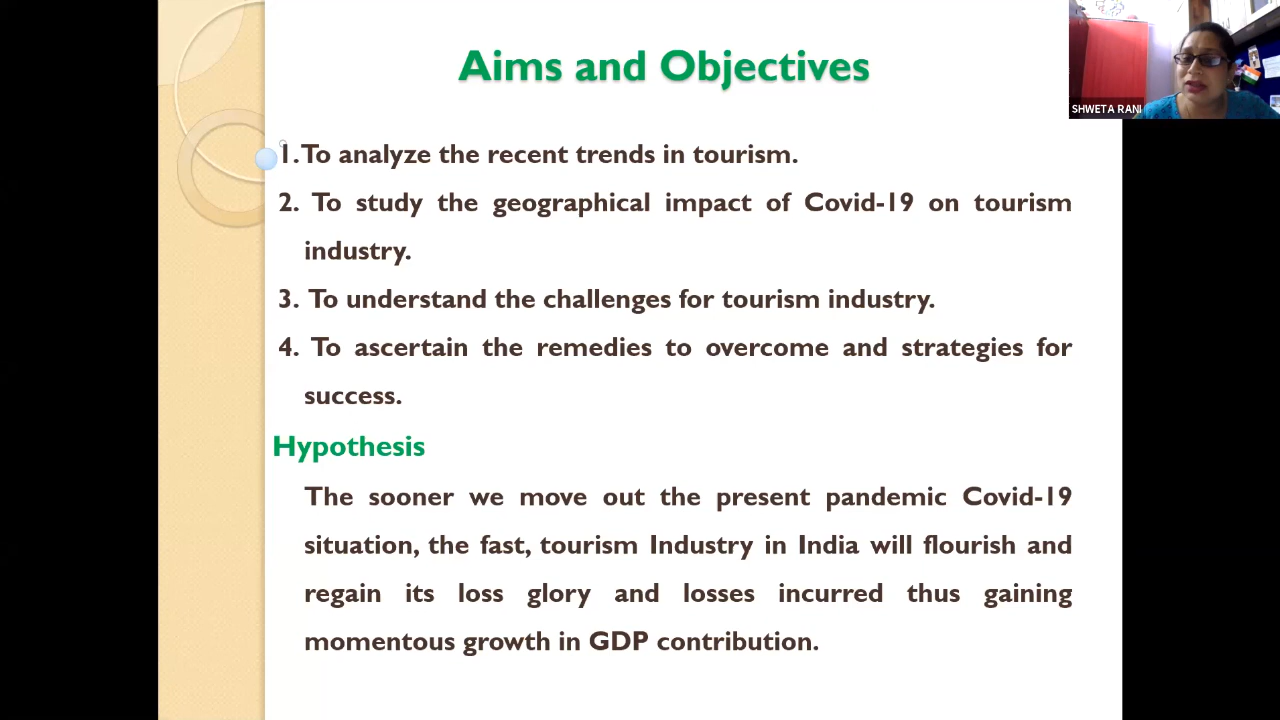 Aims and Objectives
SHWETA RANI
1. To analyze the recent trends in tourism.
2. To study the geographical impact of Covid-19 on tourism
industry.
3. To understand the challenges for tourism industry.
4. To ascertain the remedies to overcome and strategies for
success.
Hypothesis
The sooner we move out the present pandemic Covid-19
situation, the fast, tourism Industry in India will flourish and
regain its loss glory and losses incurred thus gaining
momentous growth in GDP contribution.